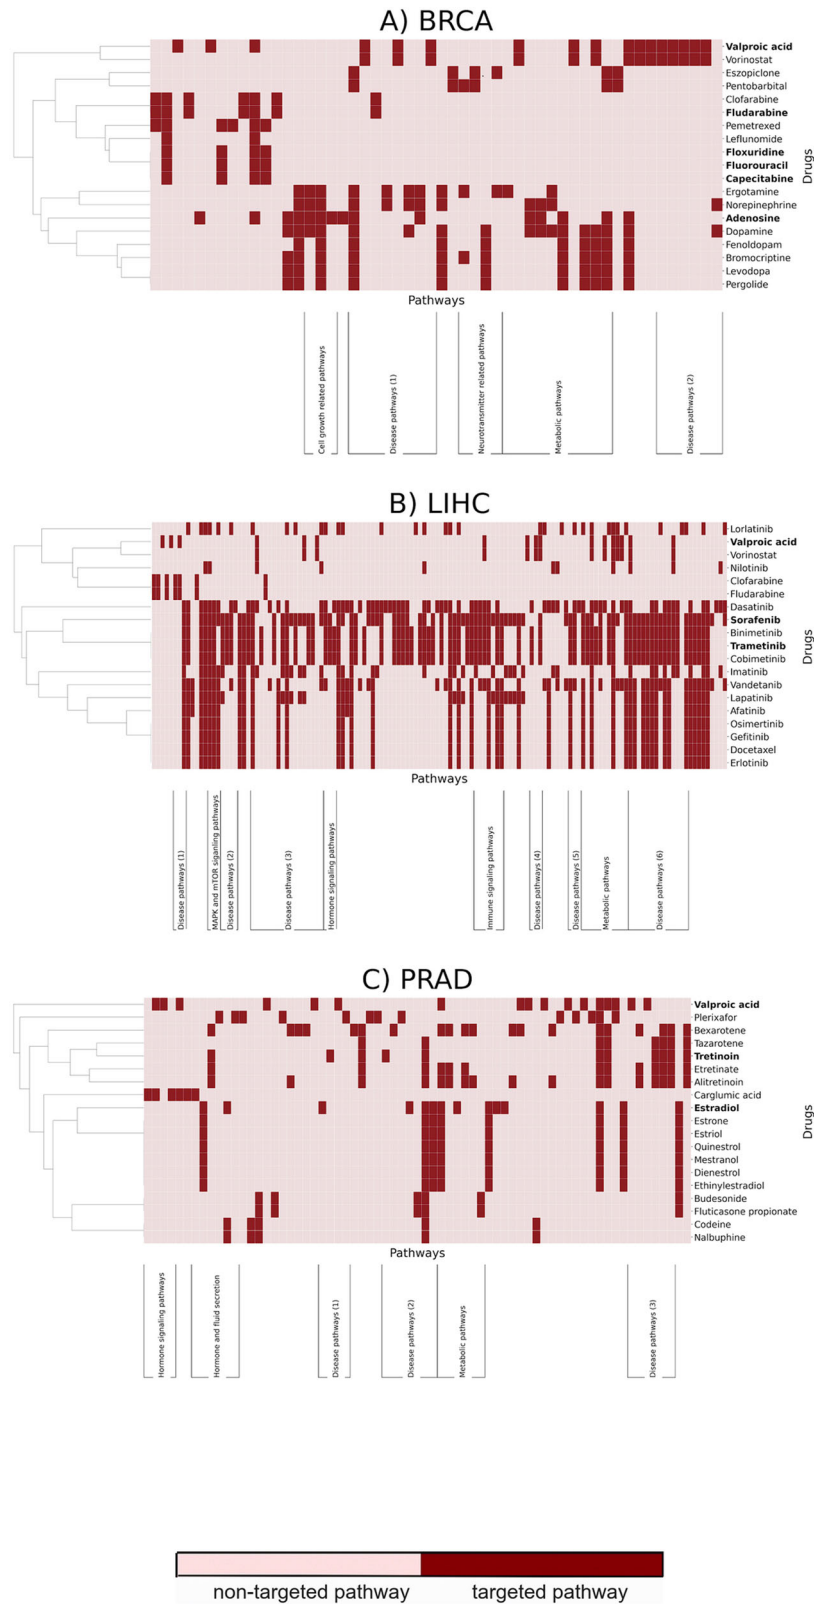 A) BRCA
Valproic acid
Vorinostat
Eszopiclone
Pentobarbital
Clofarabine
Fludarabine
Pemetrexed
Leflunomide
Floxuridine
Fluorouracil
Capecitabine
Ergotamine
Norepinephrine
Adenosine
Dopamine
Fenoldopam
Bromocriptine
Levodopa
Pergolide
Drugs
Pathways
Cell growth related pathways
Disease pathways (1)
Neurotransmitter related pathways
Metabolic pathways
Disease pathways (2)
B) LIHC
Lorlatinib
Valproic acid
Vorinostat
Nilotinib
Clofarabine
Fludarabine
Dasatinib
Sorafenib
Binimetinib
Trametinib
Cobimetinib
Imatinib
Vandetanib
Lapatinib
Afatinib
Osimertinib
Gefitinib
Docetaxel
Erlotinib
Drugs
Pathways
Disease pathways (1)
MAPK and mTOR siganling pathways
Disease pathways (2)
Disease pathways (3)
Hormone signaling pathways
Immune signaling pathways
Disease pathways (4)
Disease pathways (5)
Metabolic pathways
Disease pathways (6)
C) PRAD
Valproic acid
Plerixafor
Bexarotene
Tazarotene
Tretinoin
Etretinate
Alitretinoin
Carglumic acid
Estradiol
Estrone
Estriol
Quinestrol
Mestranol
Dienestrol
Ethinylestradiol
Budesonide
Fluticasone propionate
Codeine
Nalbuphine
Drugs
Pathways
Hormone signaling pathways
Hormone and fluid secretion
Disease pathways (1)
Disease pathways (2)
Metabolic pathways
Disease pathways (3)
non-targeted pathway
targeted pathway